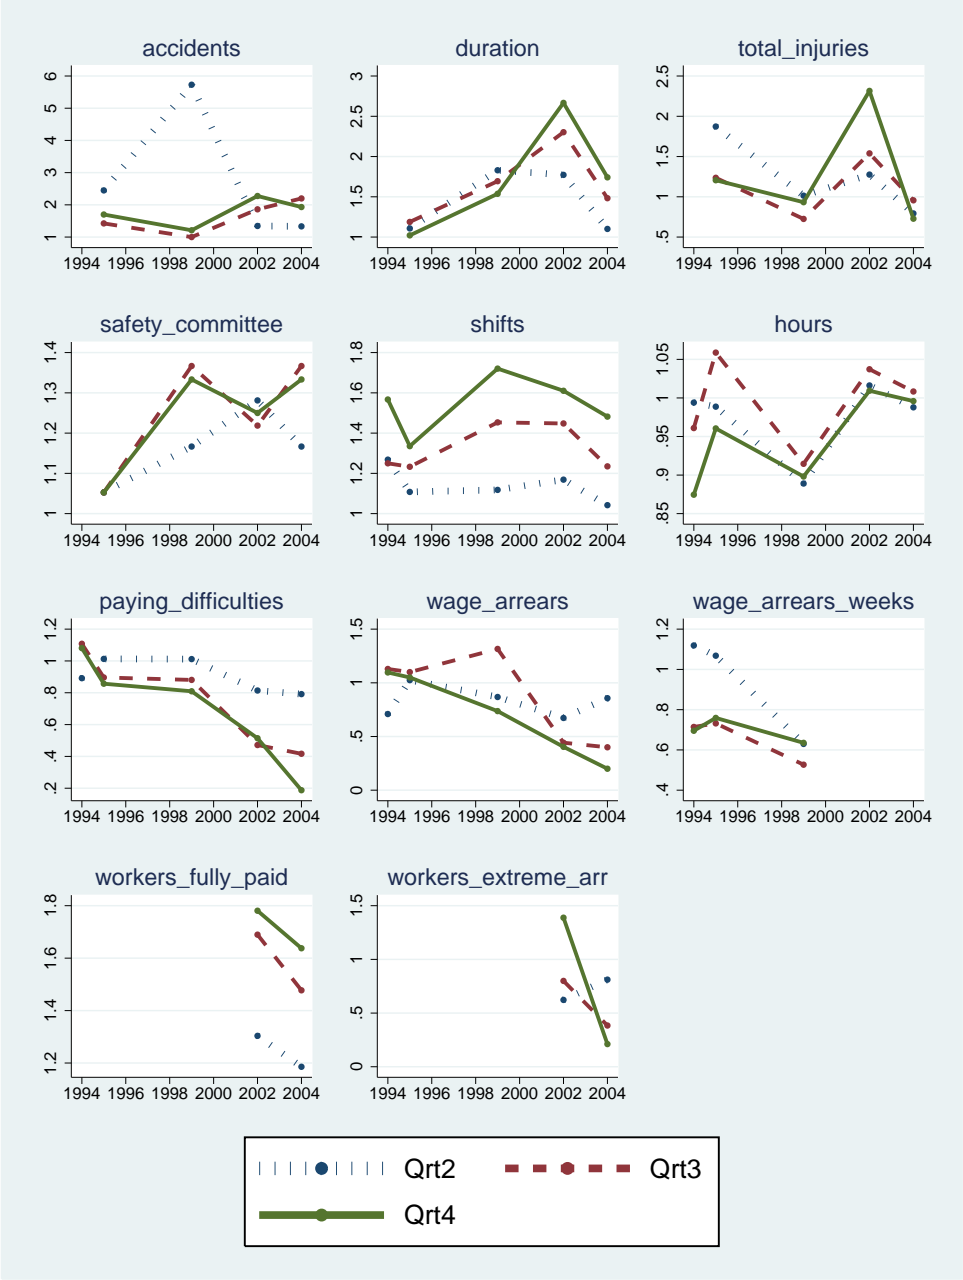 accidents
duration
total_injuries
1 2 3 4 5 6
1994 1996 1998 2000 2002 2004
1 1.5 2 2.5 3
1994 1996 1998 2000 2002 2004
.5 1 1.5 2 2.5
1994 1996 1998 2000 2002 2004
safety_committee
shifts
hours
1 1.1 1.2 1.3 1.4
1994 1996 1998 2000 2002 2004
1 1.2 1.4 1.6 1.8
1994 1996 1998 2000 2002 2004
.85 .9 .95 1 1.05
1994 1996 1998 2000 2002 2004
paying_difficulties
wage_arrears
wage_arrears_weeks
.2 .4 .6 .8 1 1.2
1994 1996 1998 2000 2002 2004
0 .5 1 1.5
1994 1996 1998 2000 2002 2004
.4 .6 .8 1 1.2
1994 1996 1998 2000 2002 2004
workers_fully_paid
workers_extreme_arr
1.2 1.4 1.6 1.8
1994 1996 1998 2000 2002 2004
0 .5 1 1.5
1994 1996 1998 2000 2002 2004
Qrt2
Qrt3
Qrt4